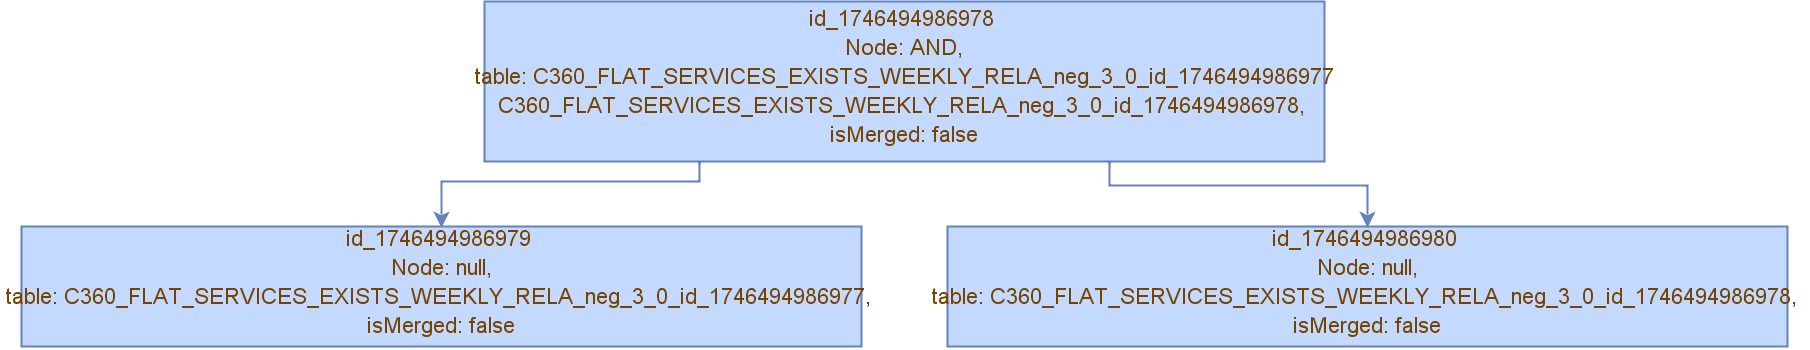 id_1746494986978
Node: AND,
table: C360_FLAT_SERVICES_EXISTS_WEEKLY_RELA_neg_3_0_id_1746494986977
C360_FLAT_SERVICES_EXISTS_WEEKLY_RELA_neg_3_0_id_1746494986978,
isMerged: false
id_1746494986979
Node: null,
table: C360_FLAT_SERVICES_EXISTS_WEEKLY_RELA_neg_3_0_id_1746494986977,
isMerged: false
id_1746494986980
Node: null,
table: C360_FLAT_SERVICES_EXISTS_WEEKLY_RELA_neg_3_0_id_1746494986978,
isMerged: false